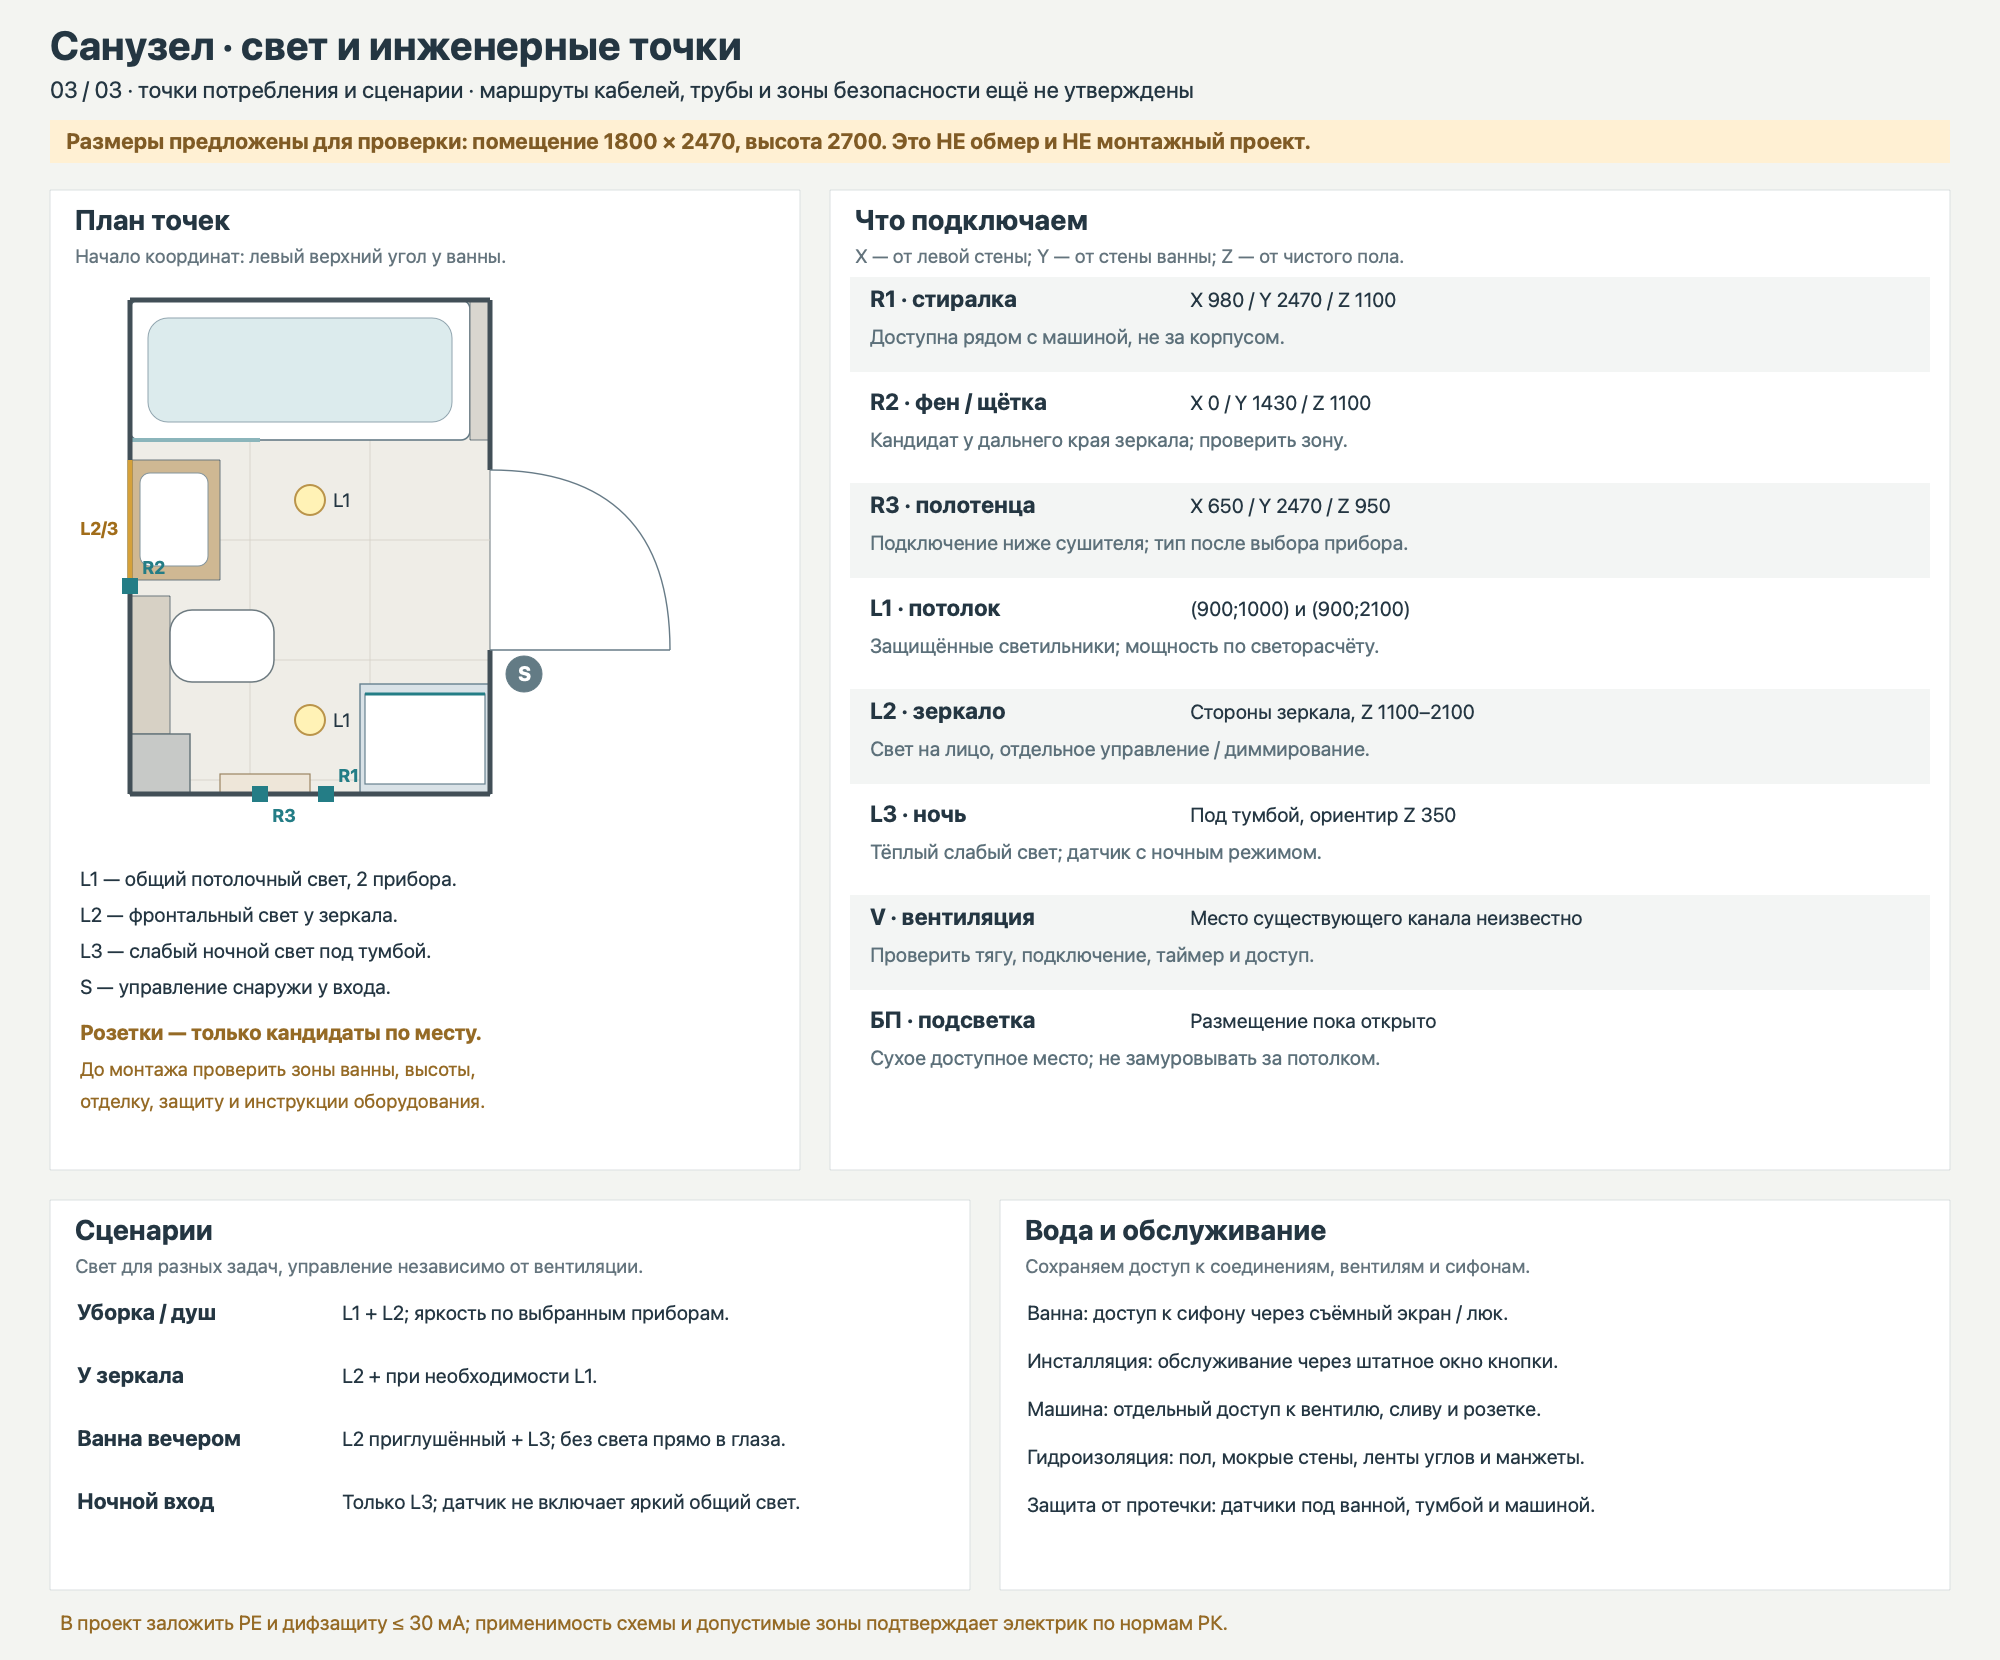 Санузел · свет и инженерные точки
03 / 03 · точки потребления и сценарии · маршруты кабелей, трубы и зоны безопасности ещё не утверждены
Размеры предложены для проверки: помещение 1800 × 2470, высота 2700. Это НЕ обмер и НЕ монтажный проект.
План точек
Начало координат: левый верхний угол у ванны.
L1
L2/3
R2
S
L1
R1
R3
L1 — общий потолочный свет, 2 прибора.
L2 — фронтальный свет у зеркала.
L3 — слабый ночной свет под тумбой.
S — управление снаружи у входа.
Розетки — только кандидаты по месту.
До монтажа проверить зоны ванны, высоты,
отделку, защиту и инструкции оборудования.
Что подключаем
X — от левой стены; Y — от стены ванны; Z — от чистого пола.
R1 · стиралка X 980 / Y 2470 / Z 1100
Доступна рядом с машиной, не за корпусом.
R2 · фен / щётка X 0 / Y 1430 / Z 1100
Кандидат у дальнего края зеркала; проверить зону.
R3 · полотенца X 650 / Y 2470 / Z 950
Подключение ниже сушителя; тип после выбора прибора.
L1 · потолок (900;1000) и (900;2100)
Защищённые светильники; мощность по светорасчёту.
L2 · зеркало Стороны зеркала, Z 1100–2100
Свет на лицо, отдельное управление / диммирование.
L3 · ночь Под тумбой, ориентир Z 350
Тёплый слабый свет; датчик с ночным режимом.
V · вентиляция Место существующего канала неизвестно
Проверить тягу, подключение, таймер и доступ.
БП · подсветка Размещение пока открыто
Сухое доступное место; не замуровывать за потолком.
Сценарии
Свет для разных задач, управление независимо от вентиляции.
Уборка / душ L1 + L2; яркость по выбранным приборам.
У зеркала L2 + при необходимости L1.
Ванна вечером L2 приглушённый + L3; без света прямо в глаза.
Ночной вход Только L3; датчик не включает яркий общий свет.
Вода и обслуживание
Сохраняем доступ к соединениям, вентилям и сифонам.
Ванна: доступ к сифону через съёмный экран / люк.
Инсталляция: обслуживание через штатное окно кнопки.
Машина: отдельный доступ к вентилю, сливу и розетке.
Гидроизоляция: пол, мокрые стены, ленты углов и манжеты.
Защита от протечки: датчики под ванной, тумбой и машиной.
В проект заложить PE и дифзащиту ≤ 30 мА; применимость схемы и допустимые зоны подтверждает электрик по нормам РК.